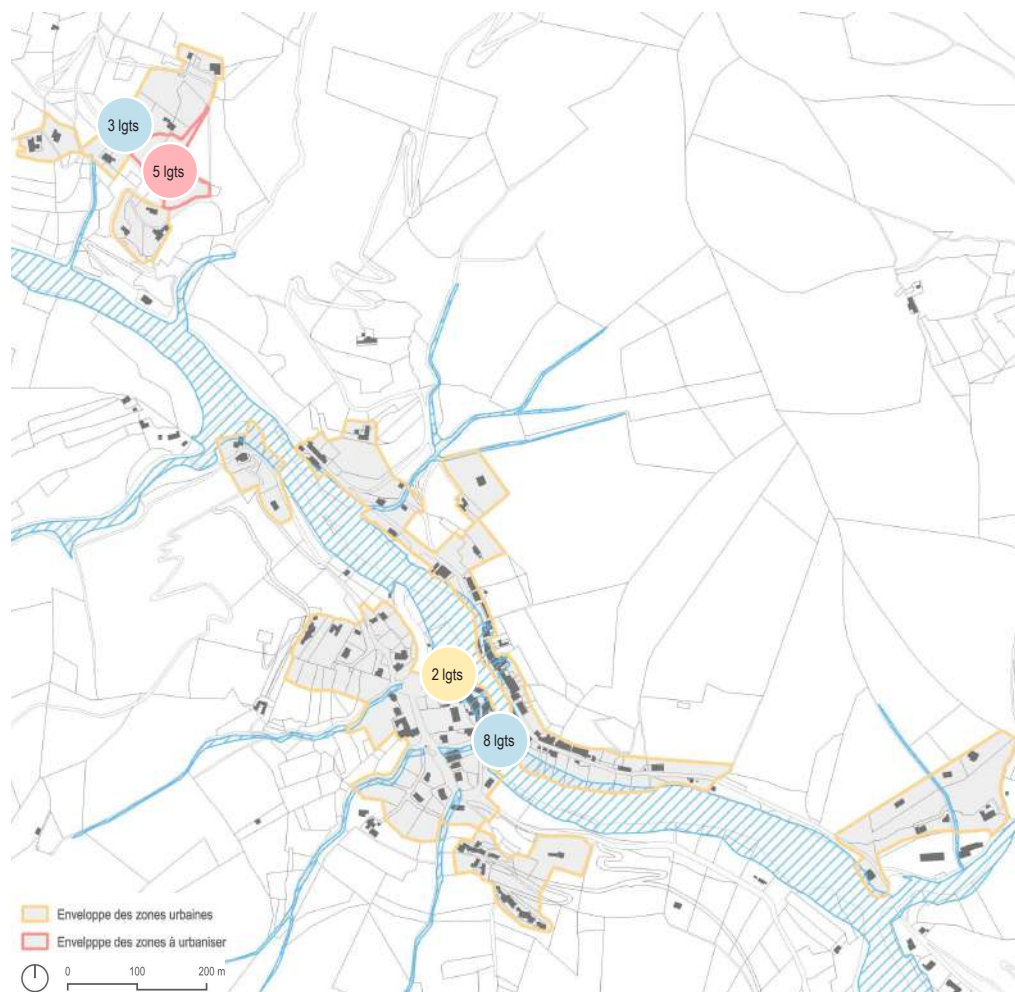 3 lgts
5 lgts
2 lgts
8 lgts
Enveloppe des zones urbaines
Envelpppe des zones à urbaniser
0 100 200 m